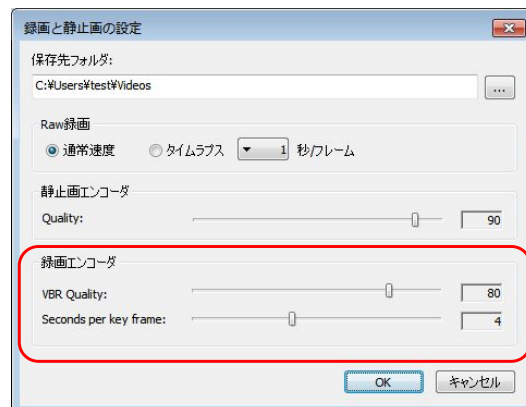 録画と静止画の設定
保存先フォルダ:
C:¥Users¥test¥Videos
...
Raw録画
通常速度 タイムラプス 1 秒/フレーム
静止画エンコーダ
Quality: 90
録画エンコーダ
VBR Quality: 80
Seconds per key frame: 4
OK キャンセル